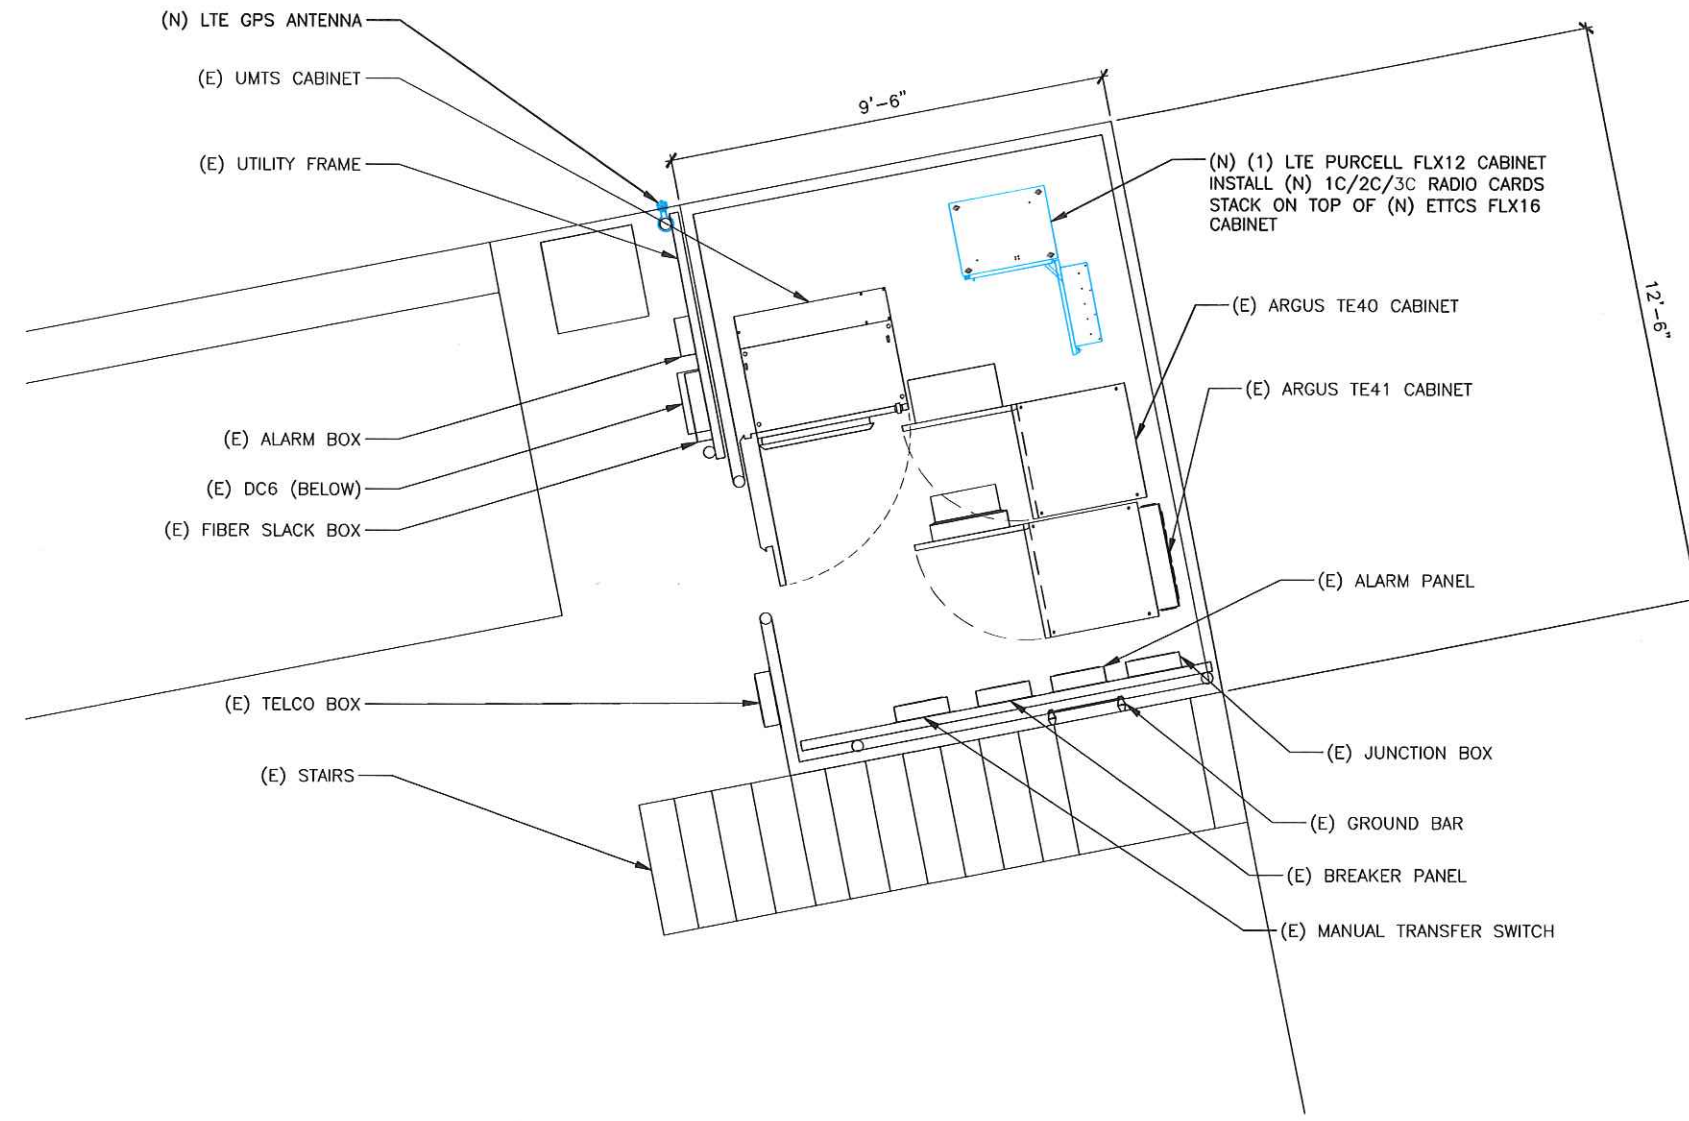 (N) LTE GPS ANTENNA
(E) UMTS CABINET
(E) UTILITY FRAME
9'-6"
(N) (1) LTE PURCELL FLX12 CABINET
INSTALL (N) 1C/2C/3C RADIO CARDS
STACK ON TOP OF (N) ETTCS FLX16
CABINET
12'-6"
(E) ARGUS TE40 CABINET
(E) ARGUS TE41 CABINET
(E) ALARM BOX
(E) DC6 (BELOW)
(E) FIBER SLACK BOX
(E) ALARM PANEL
(E) TELCO BOX
(E) STAIRS
(E) JUNCTION BOX
(E) GROUND BAR
(E) BREAKER PANEL
(E) MANUAL TRANSFER SWITCH